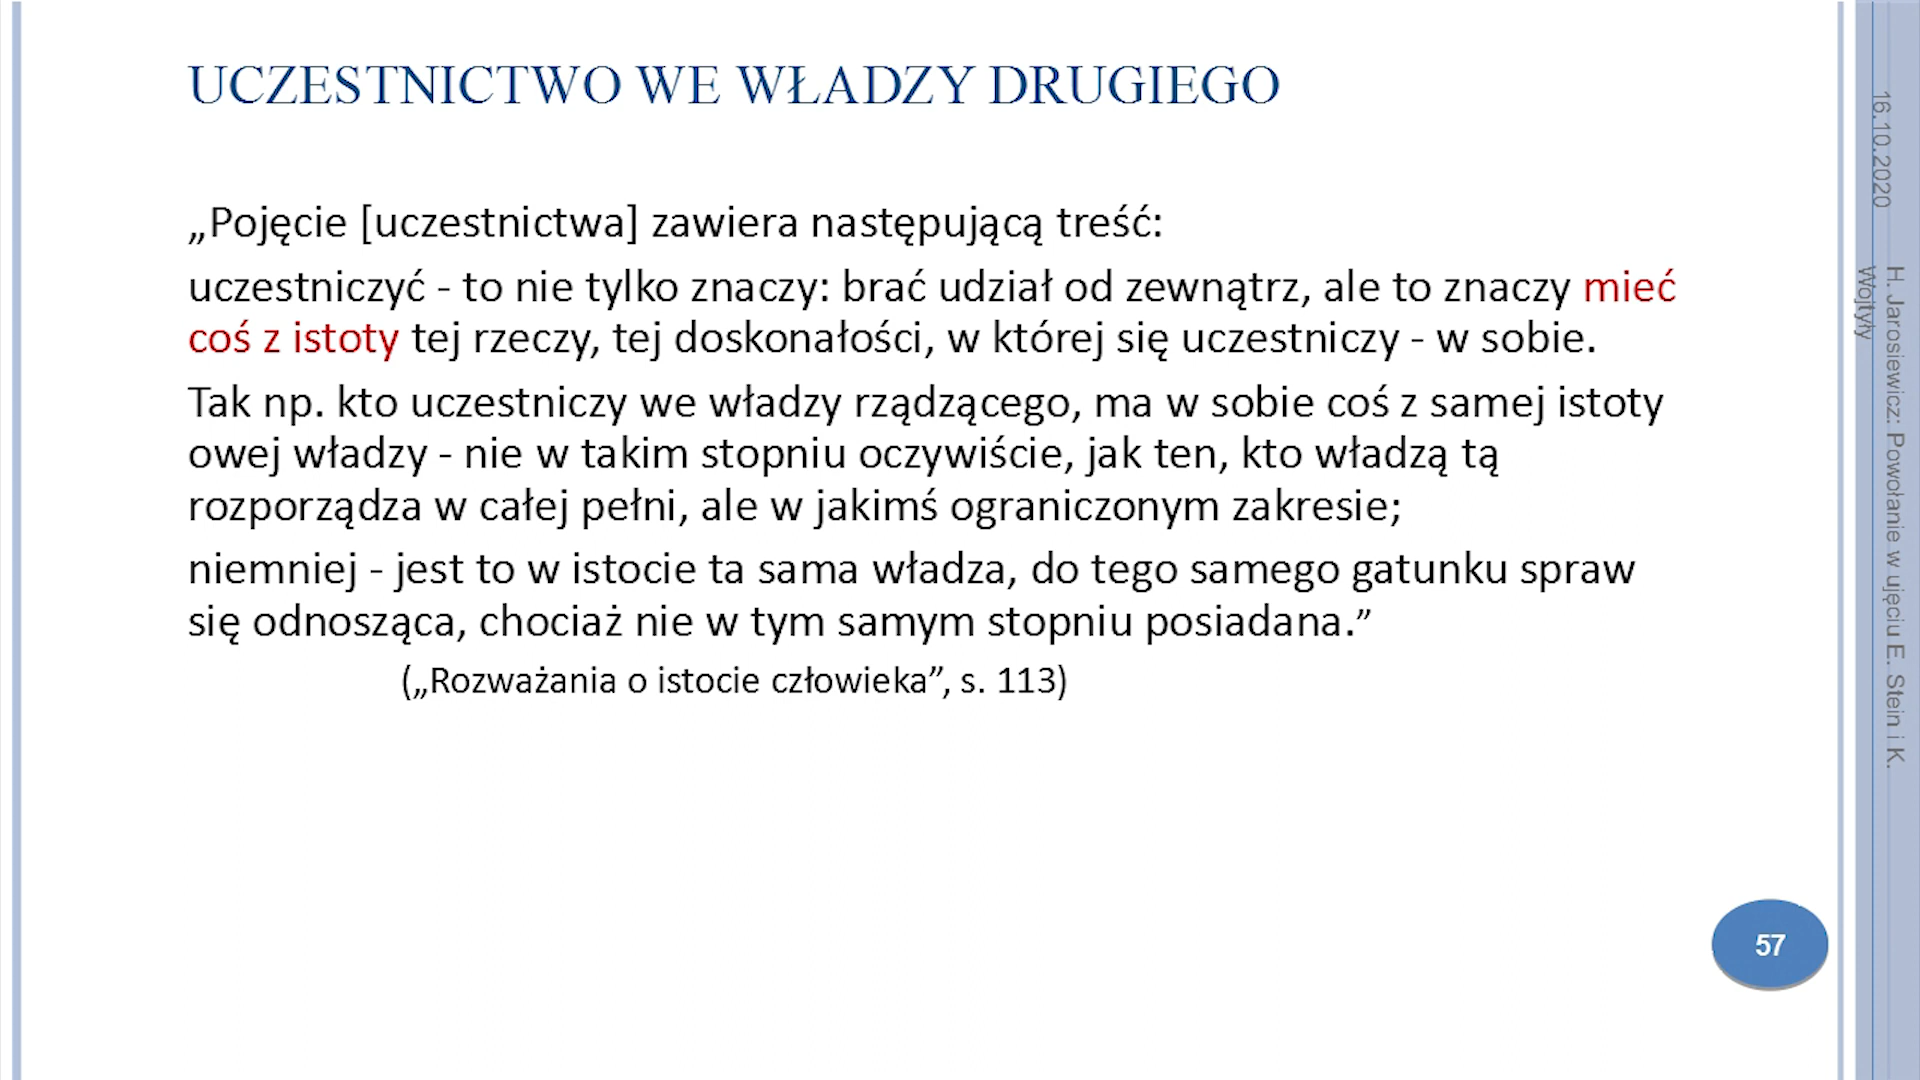 UCZESTNICTWO WE WŁADZY DRUGIEGO
„Pojęcie [uczestnictwa] zawiera następującą treść:
uczestniczyć - to nie tylko znaczy: brać udział od zewnątrz, ale to znaczy mieć
coś z istoty tej rzeczy, tej doskonałości, w której się uczestniczy - w sobie.
Tak np. kto uczestniczy we władzy rządzącego, ma w sobie coś z samej istoty
owej władzy - nie w takim stopniu oczywiście, jak ten, kto władzą tą
rozporządza w całej pełni, ale w jakimś ograniczonym zakresie;
niemniej - jest to w istocie ta sama władza, do tego samego gatunku spraw
się odnosząca, chociaż nie w tym samym stopniu posiadana.”
(„Rozważania o istocie człowieka”, s. 113)
16.10.2020
H. Jarosiewicz: Powołanie w ujęciu E. Stein i K.
Wojtyły
57